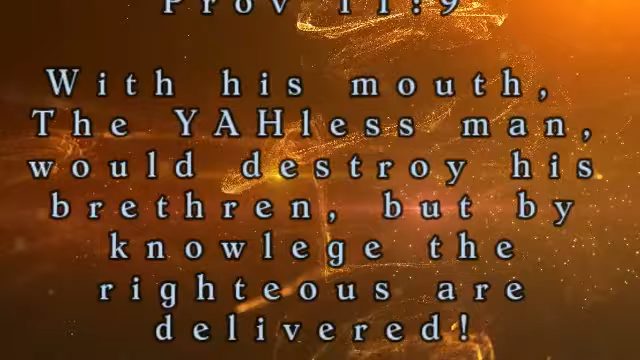 Prov 11:9
With his mouth,
The YAHless man,
would destroy his
brethren, but by
knowlege the
righteous are
delivered!